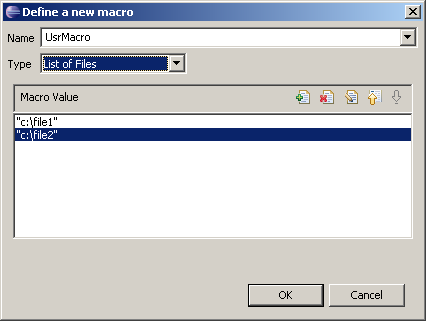 Define a new macro
Name UsrMacro
Type List of Files
Macro Value
"c:\file1"
"c:\file2"
OK Cancel